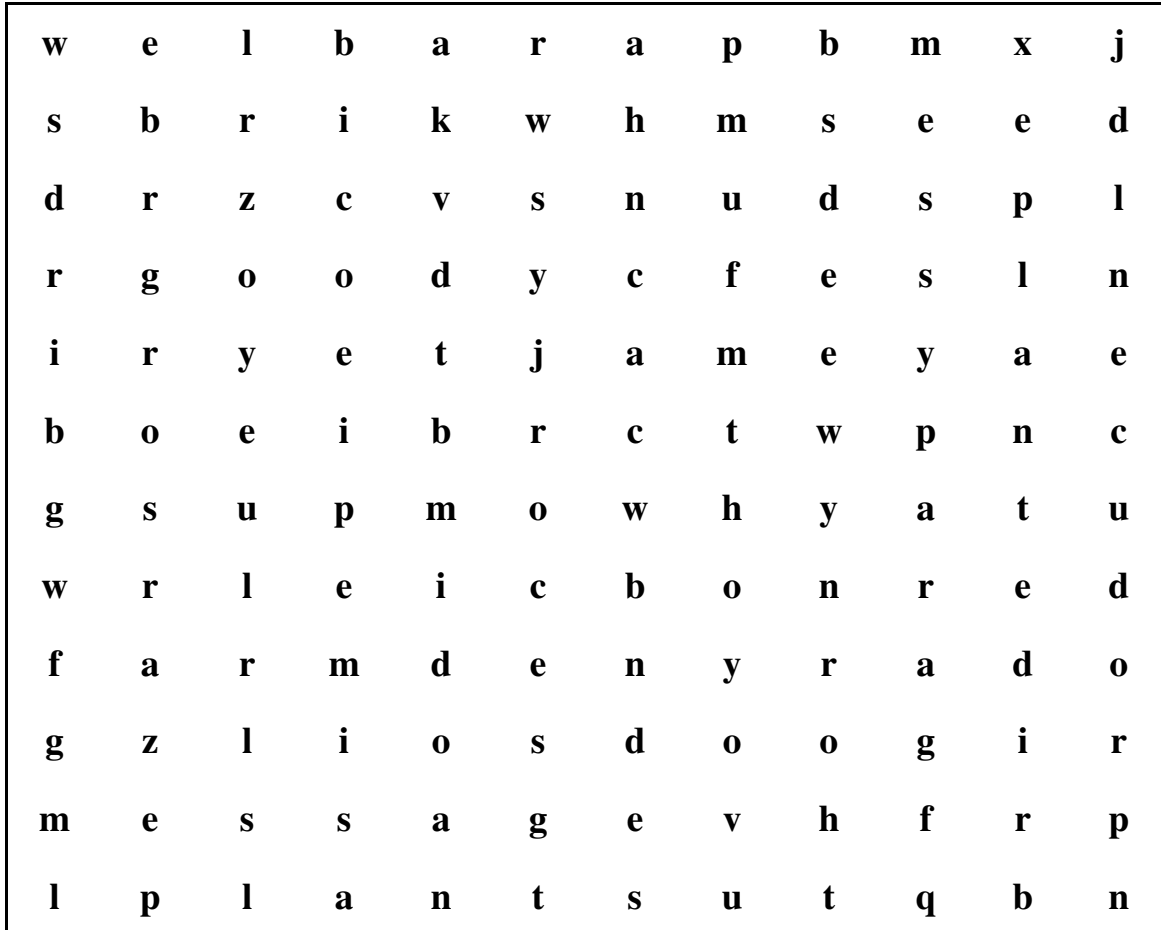 w e l b a r a p b m x j
s b r i k w h m s e e d
d r z c v s n u d s p l
r g o o d y c f e s l n
i r y e t j a m e y a e
b o e i b r c t w p n c
g s u p m o w h y a t u
w r l e i c b o n r e d
f a r m d e n y r a d o
g z l i o s d o o g i r
m e s s a g e v h f r p
l p l a n t s u t q b n